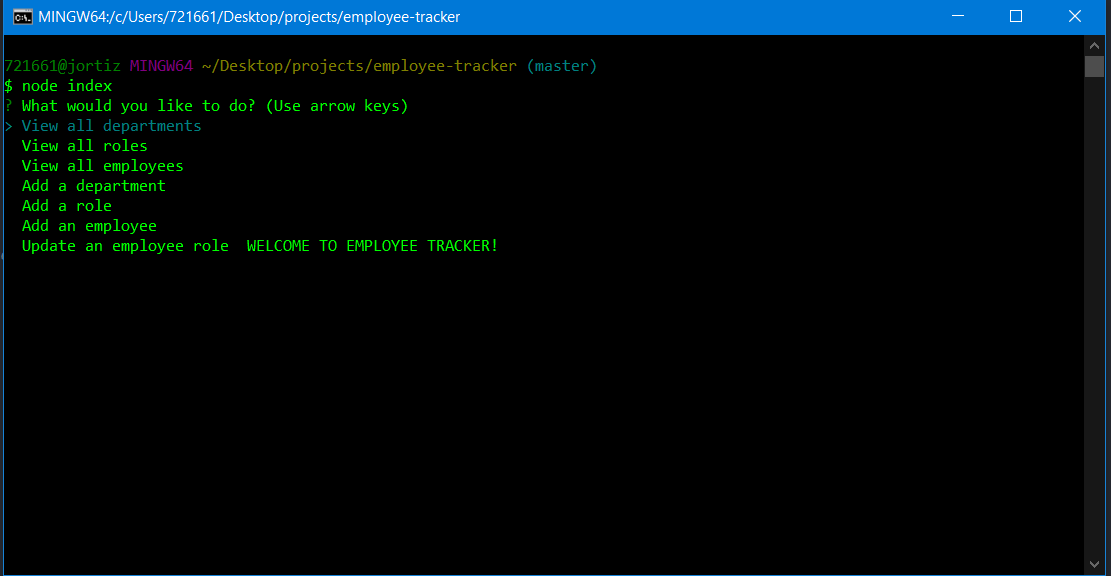 MINGW64:/c/Users/721661/Desktop/projects/employee-tracker
721661@jortiz MINGW64 ~/Desktop/projects/employee-tracker (master)
$ node index
? What would you like to do? (Use arrow keys)
> View all departments
View all roles
View all employees
Add a department
Add a role
Add an employee
Update an employee role  WELCOME TO EMPLOYEE TRACKER!